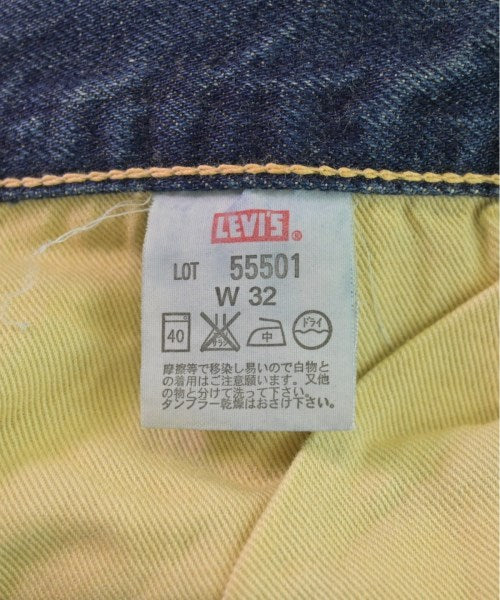 LEVI'S ®
LOT 55501
W 32
40 中 ドライ
摩擦等で移染し易いので白物と
の着用はご注意願います。又他
の物と分けて洗って下さい。
タンブラー乾燥はおさけ下さい。